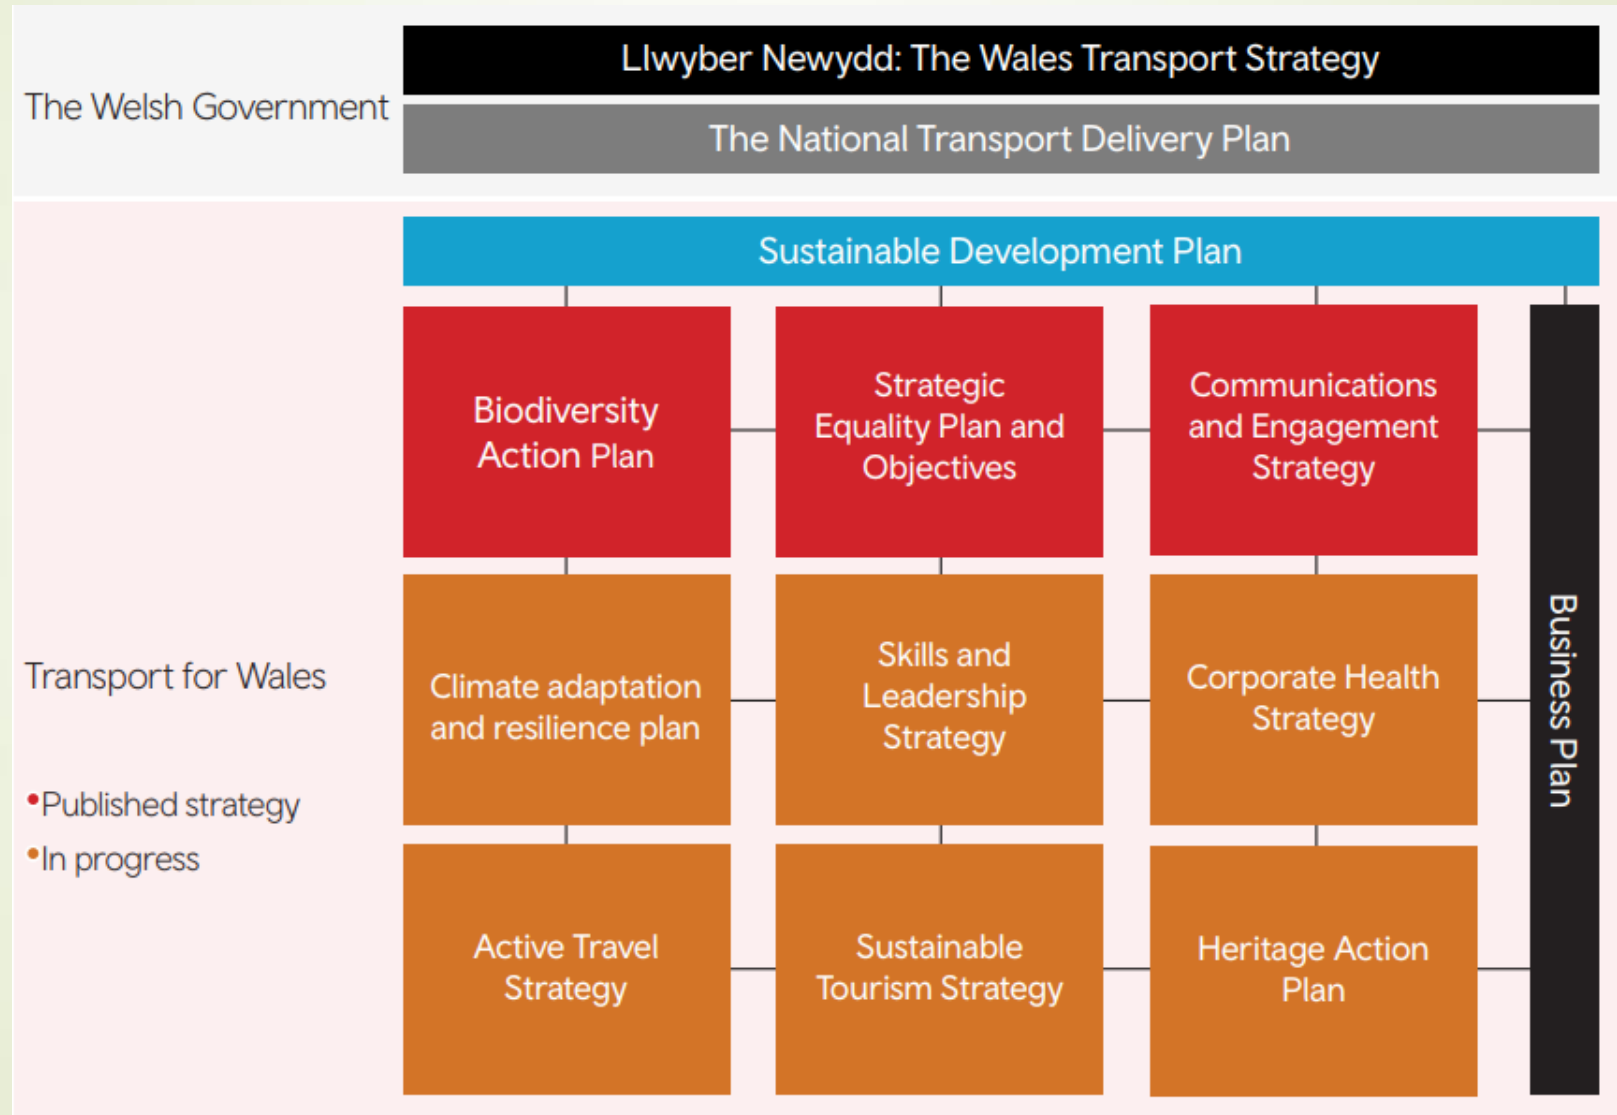 The Welsh Government
Llwyber Newydd: The Wales Transport Strategy
The National Transport Delivery Plan
Sustainable Development Plan
Biodiversity
Action Plan
Strategic
Equality Plan and
Objectives
Communications
and Engagement
Strategy
Transport for Wales
•Published strategy
•In progress
Climate adaptation
and resilience plan
Skills and
Leadership
Strategy
Corporate Health
Strategy
Active Travel
Strategy
Sustainable
Tourism Strategy
Heritage Action
Plan
Business Plan